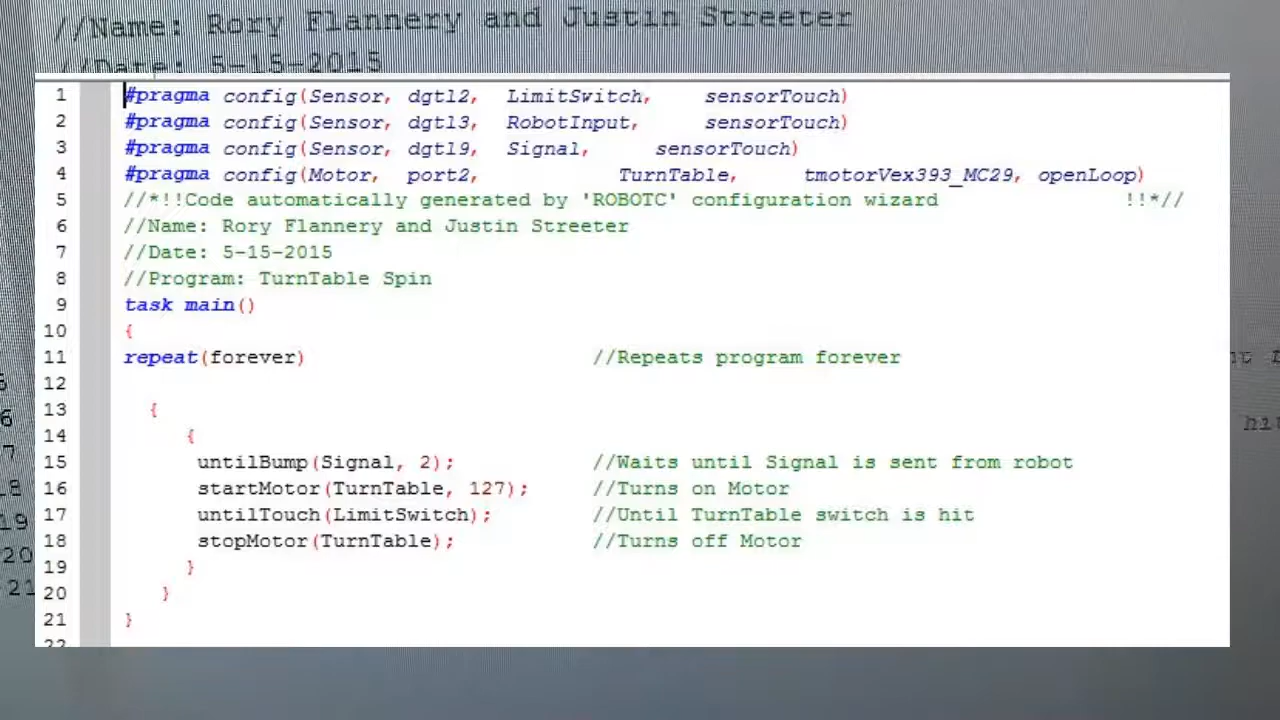 //Name: Rory Flannery and Justin Streeter
//Date: 5-15-2015
1 #pragma config(Sensor, dgtl2, LimitSwitch, sensorTouch)
2 #pragma config(Sensor, dgtl3, RobotInput, sensorTouch)
3 #pragma config(Sensor, dgtl9, Signal, sensorTouch)
4 #pragma config(Motor, port2, TurnTable, tmotorVex393_MC29, openLoop)
5 //*!!Code automatically generated by 'ROBOTC' configuration wizard !!*//
6 //Name: Rory Flannery and Justin Streeter
7 //Date: 5-15-2015
8 //Program: TurnTable Spin
9 task main()
10 {
11 repeat(forever) //Repeats program forever
12
13 {
14 {
15 untilBump(Signal, 2); //Waits until Signal is sent from robot
16 startMotor(TurnTable, 127); //Turns on Motor
17 untilTouch(LimitSwitch); //Until TurnTable switch is hit
18 stopMotor(TurnTable); //Turns off Motor
19 }
20 }
21 }
22